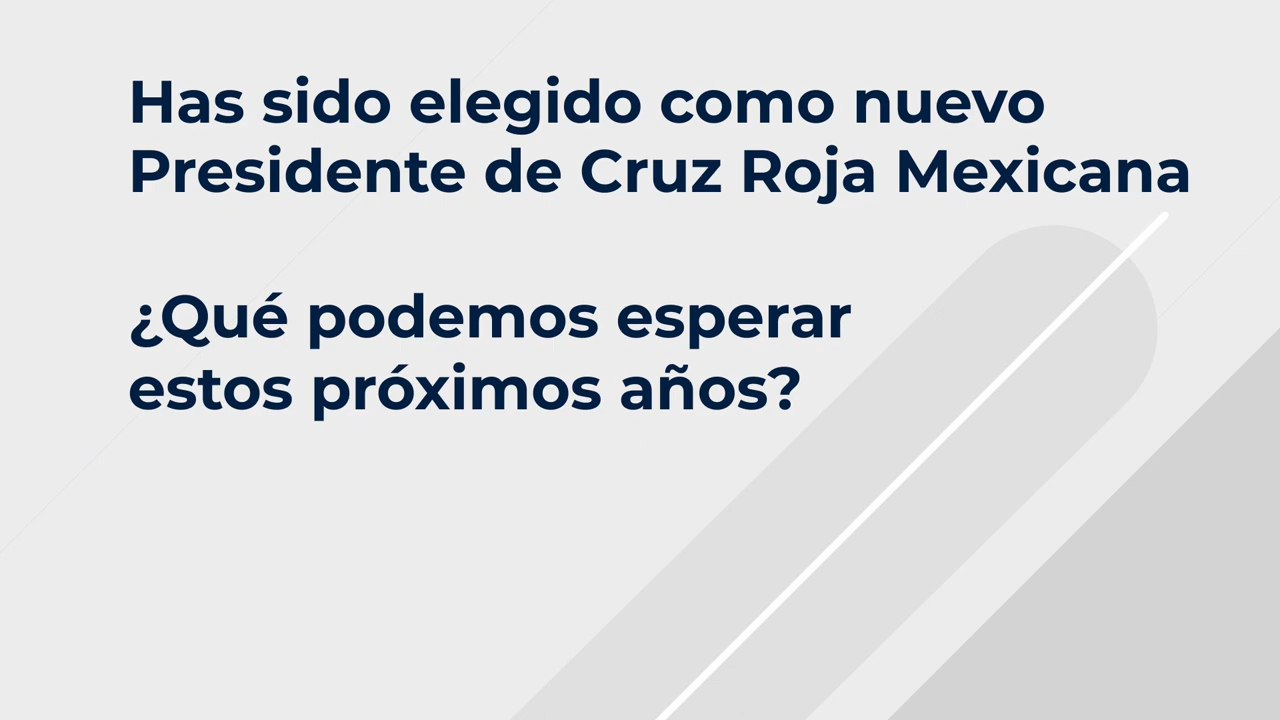 Has sido elegido como nuevo
Presidente de Cruz Roja Mexicana
¿Qué podemos esperar
estos próximos años?